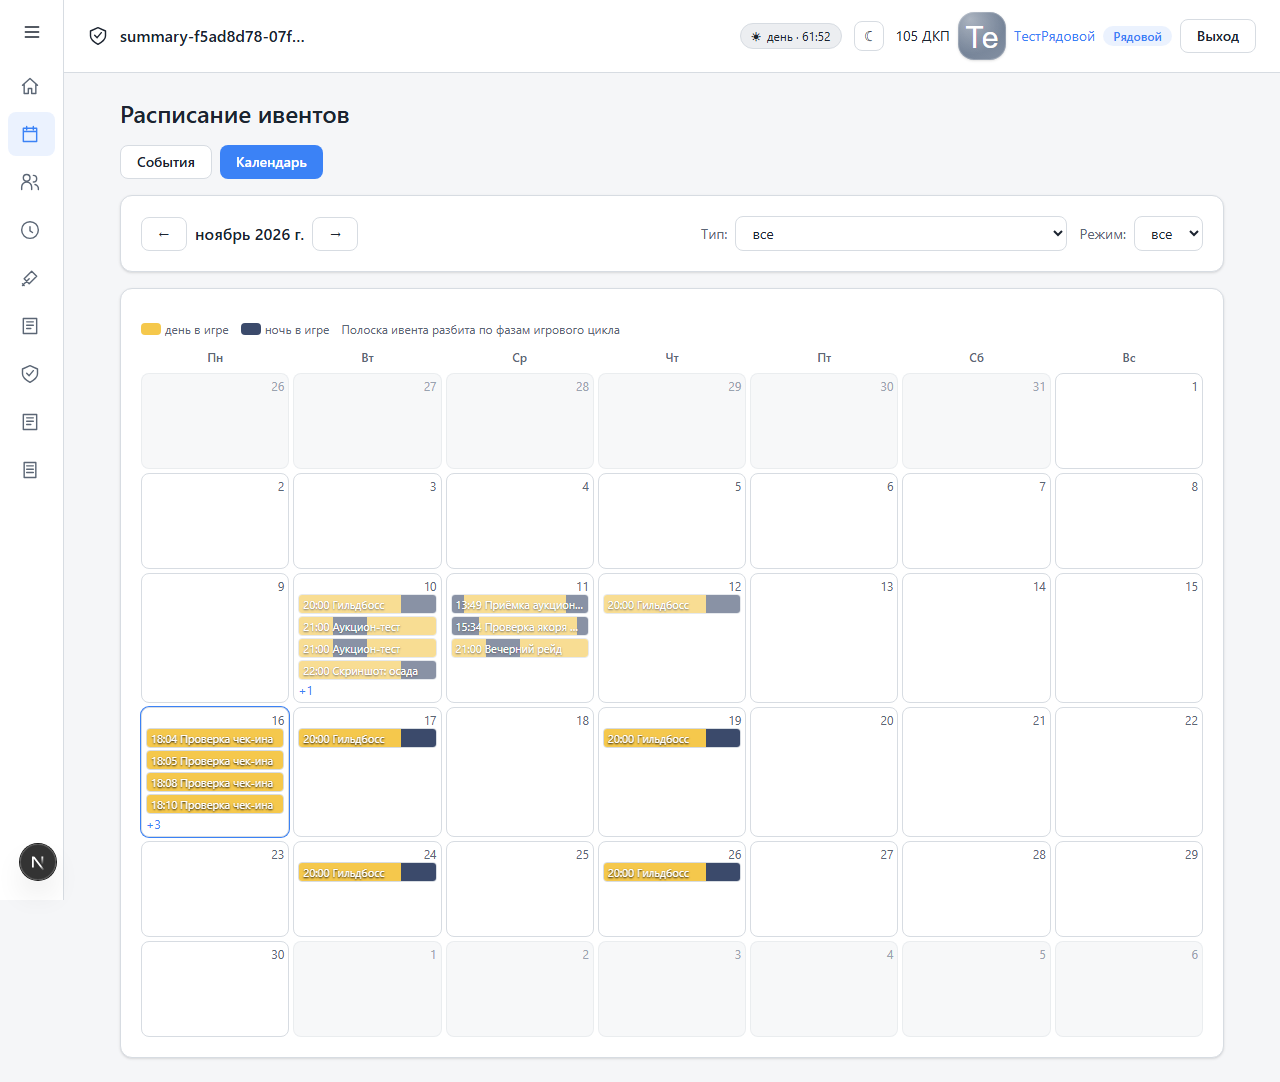 summary-f5ad8d78-07f...
день · 61:52
105 ДКП
Te
ТестРядовой
Рядовой
Выход
Расписание ивентов
События
Календарь
← ноябрь 2026 г. →
Тип: все
Режим: все
день в игре
ночь в игре
Полоска ивента разбита по фазам игрового цикла
Пн Вт Ср Чт Пт Сб Вс
26 27 28 29 30 31 1
2 3 4 5 6 7 8
9
10
20:00 Гильдбосс
21:00 Аукцион-тест
21:00 Аукцион-тест
22:00 Скриншот: осада
+1
11
13:49 Приёмка аукцион...
15:34 Проверка якоря ...
21:00 Вечерний рейд
12
20:00 Гильдбосс
13 14 15
16
18:04 Проверка чек-ина
18:05 Проверка чек-ина
18:08 Проверка чек-ина
18:10 Проверка чек-ина
+3
17
20:00 Гильдбосс
18
19
20:00 Гильдбосс
20 21 22
23
24
20:00 Гильдбосс
25
26
20:00 Гильдбосс
27 28 29
30 1 2 3 4 5 6
N